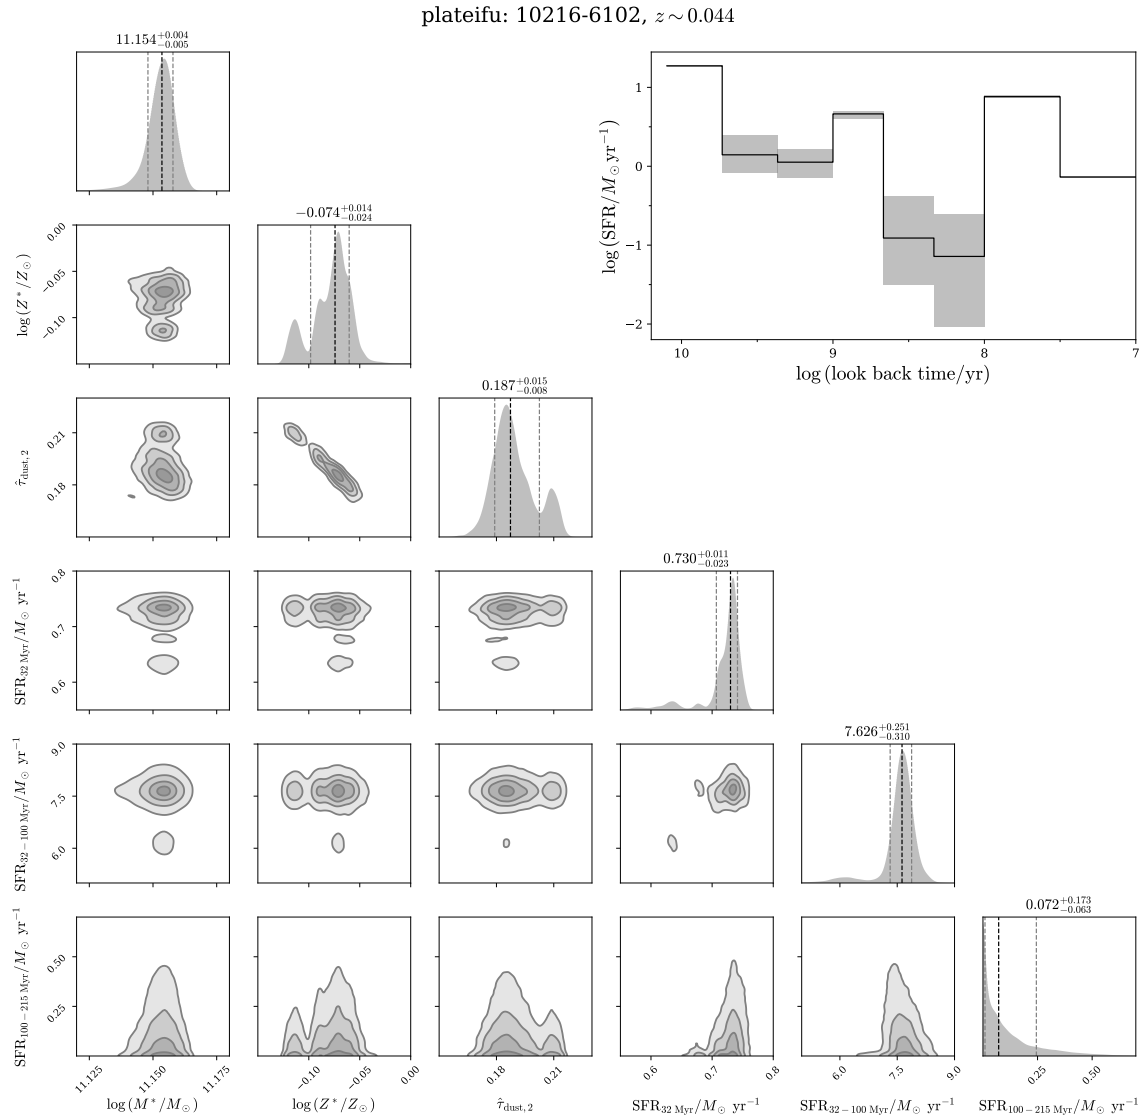 plateifu: 10216-6102, z ~ 0.044
11.154+0.004−0.005
1
0
−1
−2
log (SFR/M⊙ yr−1)
10
9
8
7
log (look back time/yr)
−0.074+0.014−0.024
0.00
−0.05
−0.10
log (Z*/Z⊙)
0.187+0.015−0.008
0.21
0.18
τ̂dust, 2
0.730+0.011−0.023
0.8
0.7
0.6
SFR32 Myr/M⊙ yr−1
7.626+0.251−0.310
9.0
7.5
6.0
SFR32−100 Myr/M⊙ yr−1
0.072+0.173−0.063
0.50
0.25
SFR100−215 Myr/M⊙ yr−1
11.125 11.150 11.175
−0.10 −0.05 0.00
0.18 0.21
0.6 0.7 0.8
6.0 7.5 9.0
0.25 0.50
log (M*/M⊙)
log (Z*/Z⊙)
τ̂dust, 2
SFR32 Myr/M⊙ yr−1
SFR32−100 Myr/M⊙ yr−1
SFR100−215 Myr/M⊙ yr−1